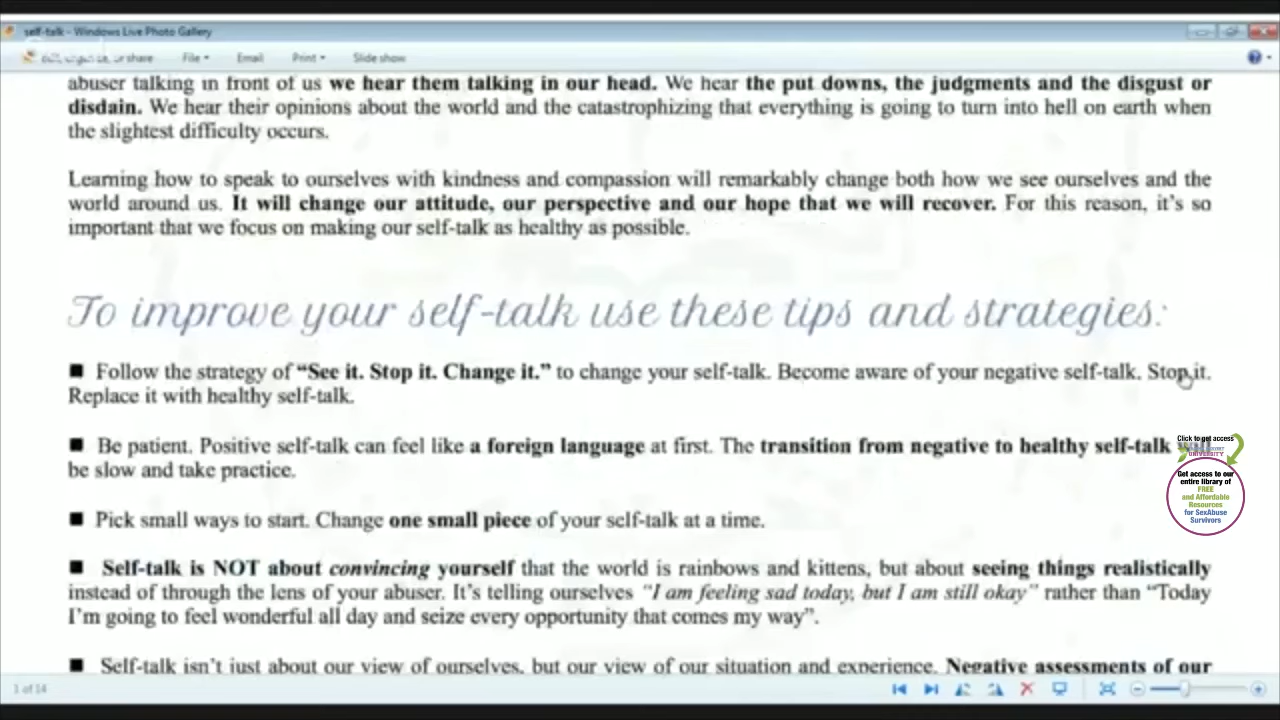 self-talk - Windows Live Photo Gallery
or share File Email Print Slide show
abuser talking in front of us we hear them talking in our head. We hear the put downs, the judgments and the disgust or
disdain. We hear their opinions about the world and the catastrophizing that everything is going to turn into hell on earth when
the slightest difficulty occurs.
Learning how to speak to ourselves with kindness and compassion will remarkably change both how we see ourselves and the
world around us. It will change our attitude, our perspective and our hope that we will recover. For this reason, it's so
important that we focus on making our self-talk as healthy as possible.
To improve your self-talk use these tips and strategies:
■ Follow the strategy of “See it. Stop it. Change it.” to change your self-talk. Become aware of your negative self-talk. Stop it.
Replace it with healthy self-talk.
■ Be patient. Positive self-talk can feel like a foreign language at first. The transition from negative to healthy self-talk
be slow and take practice.
■ Pick small ways to start. Change one small piece of your self-talk at a time.
■ Self-talk is NOT about convincing yourself that the world is rainbows and kittens, but about seeing things realistically
instead of through the lens of your abuser. It's telling ourselves “I am feeling sad today, but I am still okay” rather than “Today
I'm going to feel wonderful all day and seize every opportunity that comes my way”.
■ Self-talk isn't just about our view of ourselves, but our view of our situation and experience. Negative assessments of our
Click to get access
UNIVERSITY
Get access to our
entire library of
FREE
and Affordable
Resources
for SexAbuse
Survivors
1 of 14